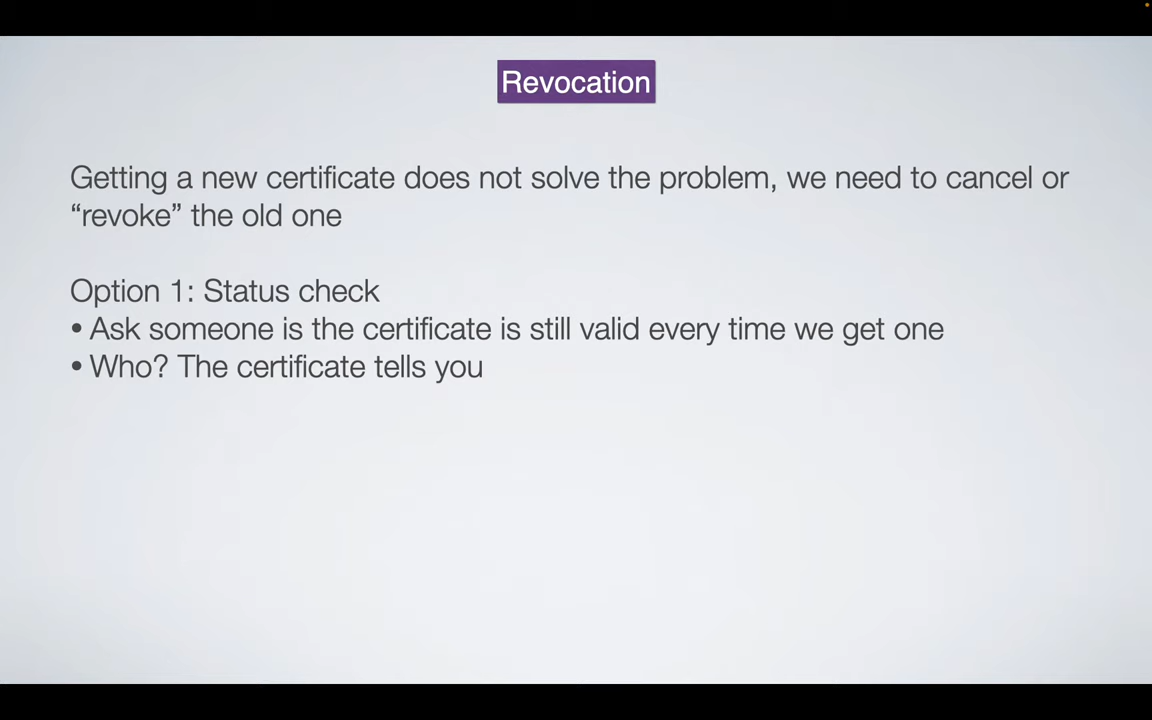 Revocation
Getting a new certificate does not solve the problem, we need to cancel or
“revoke” the old one
Option 1: Status check
• Ask someone is the certificate is still valid every time we get one
• Who? The certificate tells you